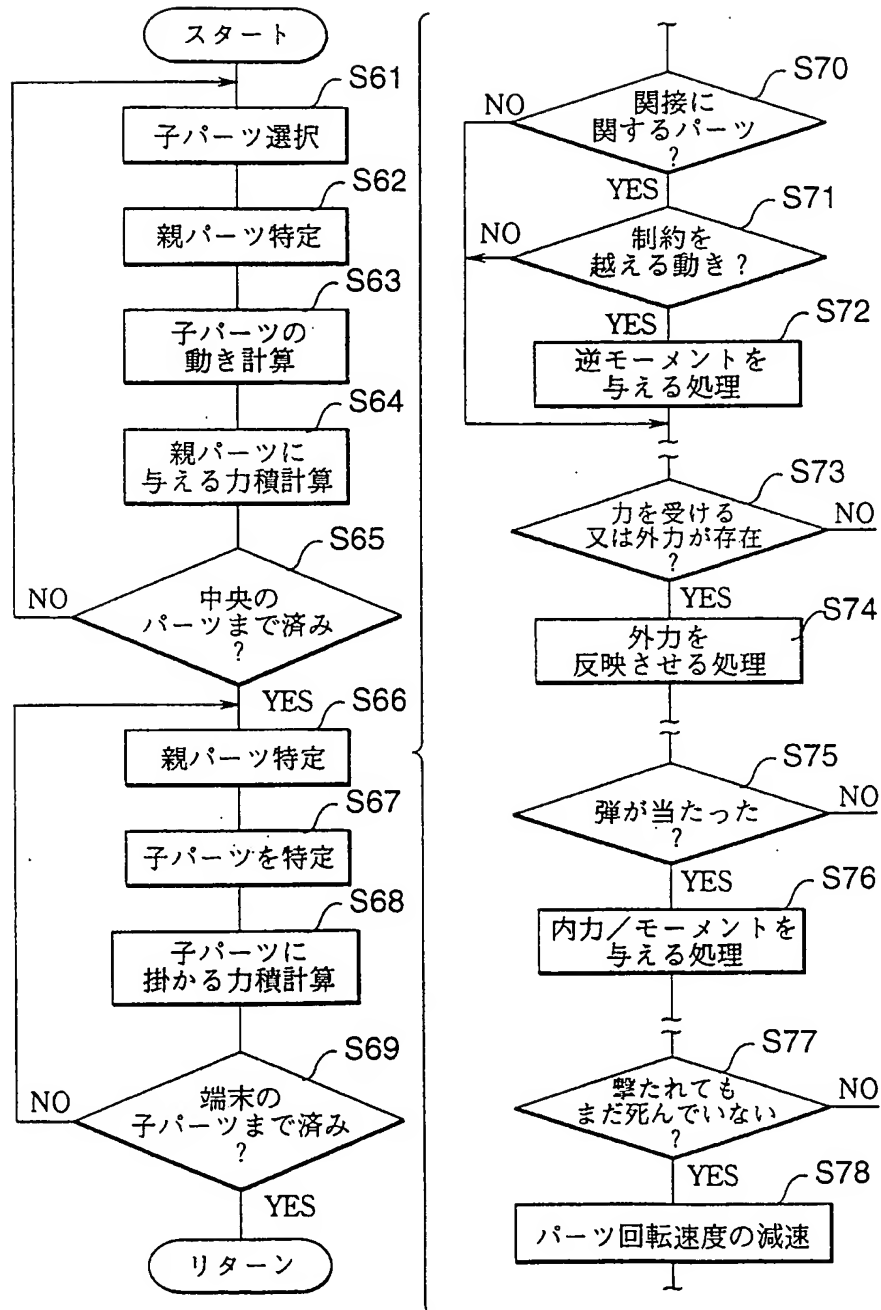 スタート
S61
子パーツ選択
S62
親パーツ特定
S63
子パーツの
動き計算
S64
親パーツに
与える力積計算
S65
中央の
パーツまで済み
?
NO
YES
S66
親パーツ特定
S67
子パーツを特定
S68
子パーツに
掛かる力積計算
S69
端末の
子パーツまで済み
?
NO
YES
リターン
S70
関接に
関するパーツ
?
NO
YES
S71
制約を
越える動き?
NO
YES
S72
逆モーメントを
与える処理
S73
力を受ける
又は外力が存在
?
NO
YES
S74
外力を
反映させる処理
S75
弾が当たった
?
NO
YES
S76
内力/モーメントを
与える処理
S77
撃たれても
まだ死んでいない
?
NO
YES
S78
パーツ回転速度の減速